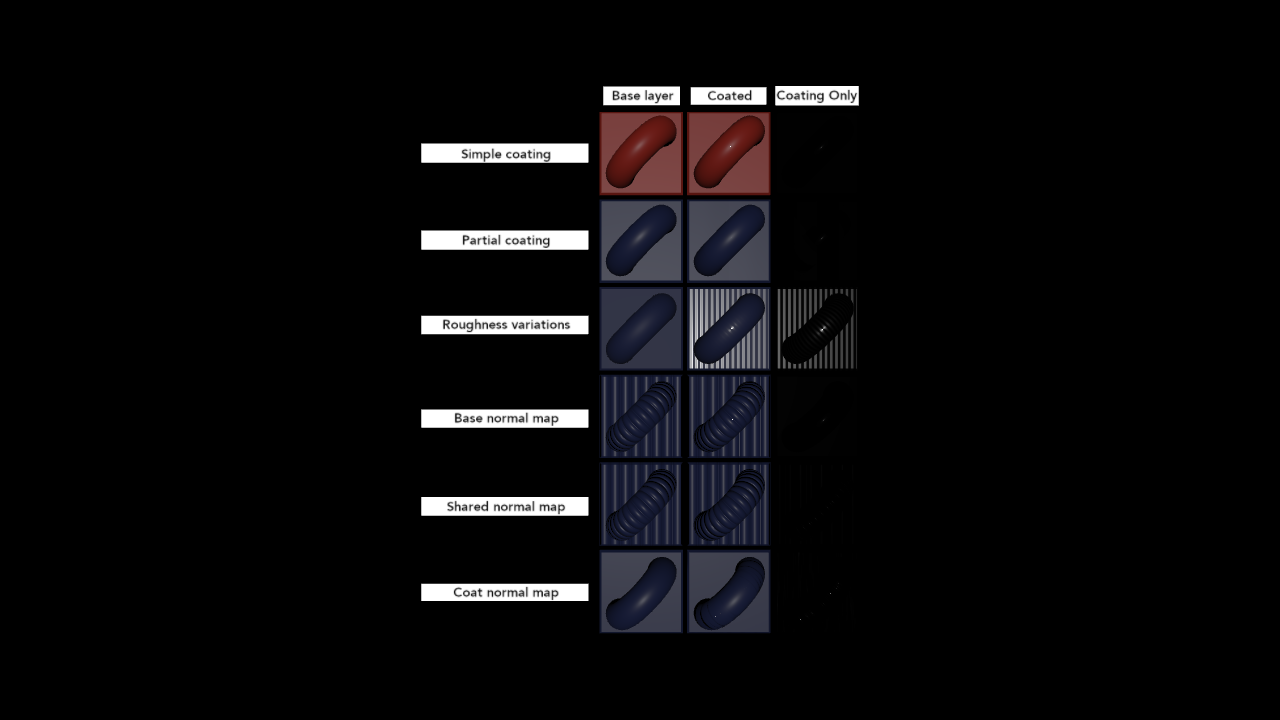 Base layer Coated Coating Only
Simple coating
Partial coating
Roughness variations
Base normal map
Shared normal map
Coat normal map